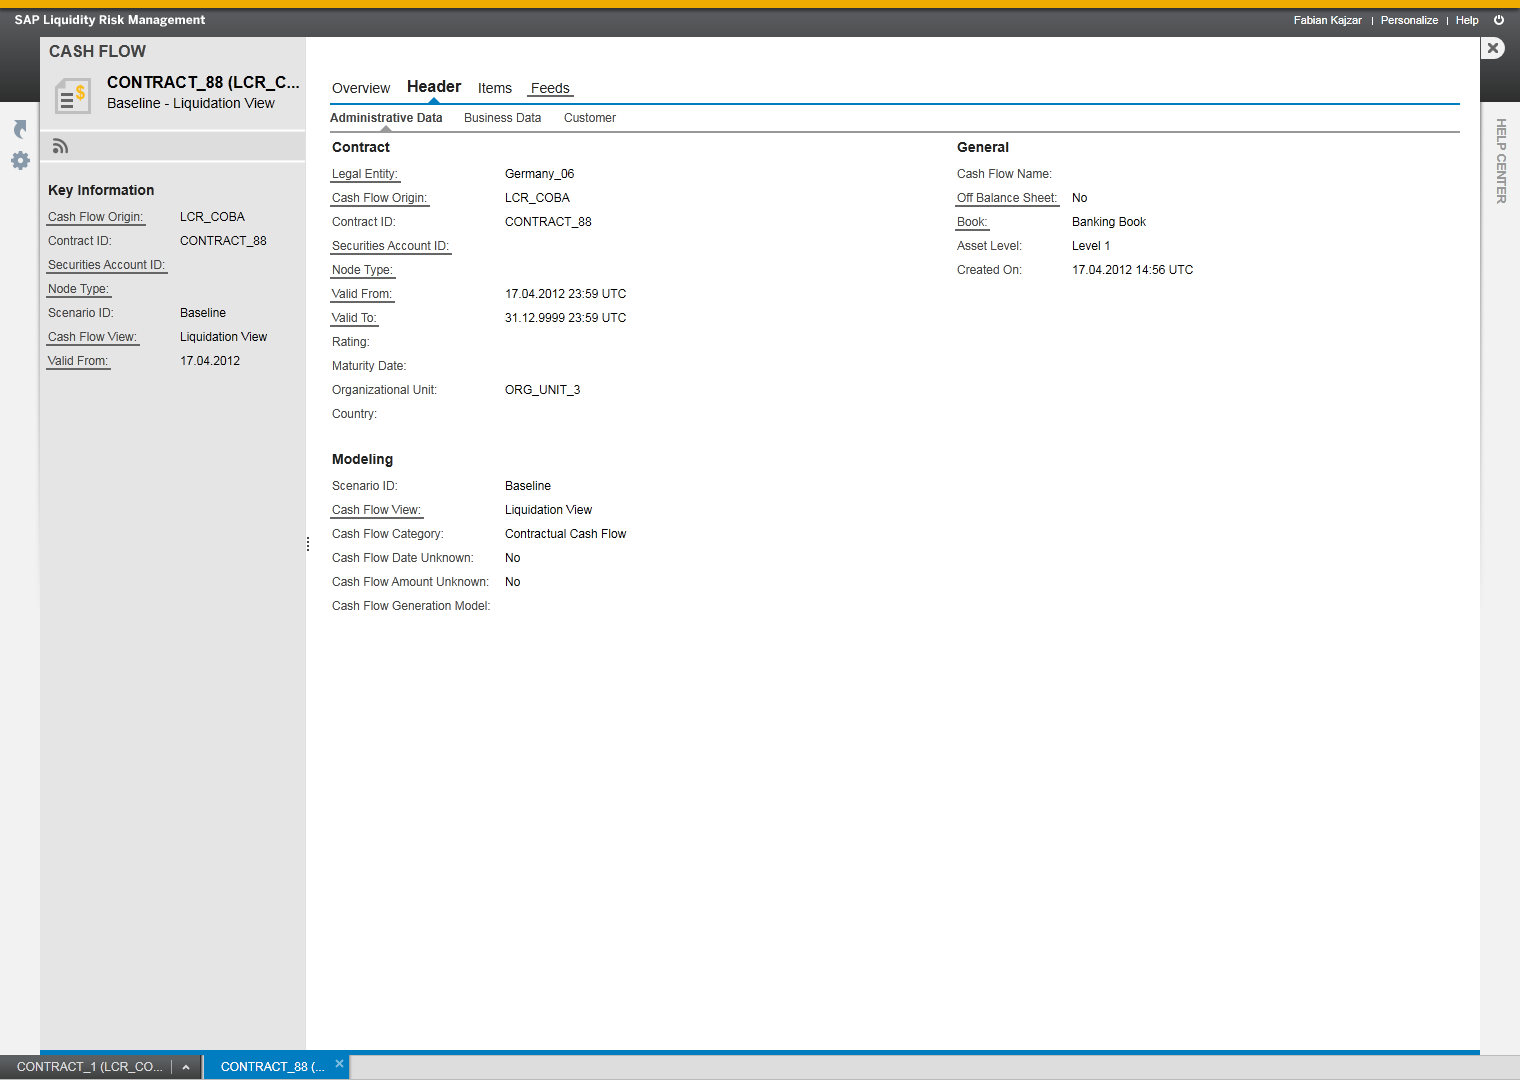 SAP Liquidity Risk Management
Fabian Kajzar | Personalize | Help
CASH FLOW
CONTRACT_88 (LCR_C...
Baseline - Liquidation View
Key Information
Cash Flow Origin: LCR_COBA
Contract ID: CONTRACT_88
Securities Account ID:
Node Type:
Scenario ID: Baseline
Cash Flow View: Liquidation View
Valid From: 17.04.2012
Overview Header Items Feeds
Administrative Data Business Data Customer
Contract
Legal Entity: Germany_06
Cash Flow Origin: LCR_COBA
Contract ID: CONTRACT_88
Securities Account ID:
Node Type:
Valid From: 17.04.2012 23:59 UTC
Valid To: 31.12.9999 23:59 UTC
Rating:
Maturity Date:
Organizational Unit: ORG_UNIT_3
Country:
Modeling
Scenario ID: Baseline
Cash Flow View: Liquidation View
Cash Flow Category: Contractual Cash Flow
Cash Flow Date Unknown: No
Cash Flow Amount Unknown: No
Cash Flow Generation Model:
General
Cash Flow Name:
Off Balance Sheet: No
Book: Banking Book
Asset Level: Level 1
Created On: 17.04.2012 14:56 UTC
HELP CENTER
CONTRACT_1 (LCR_CO...
CONTRACT_88 (...